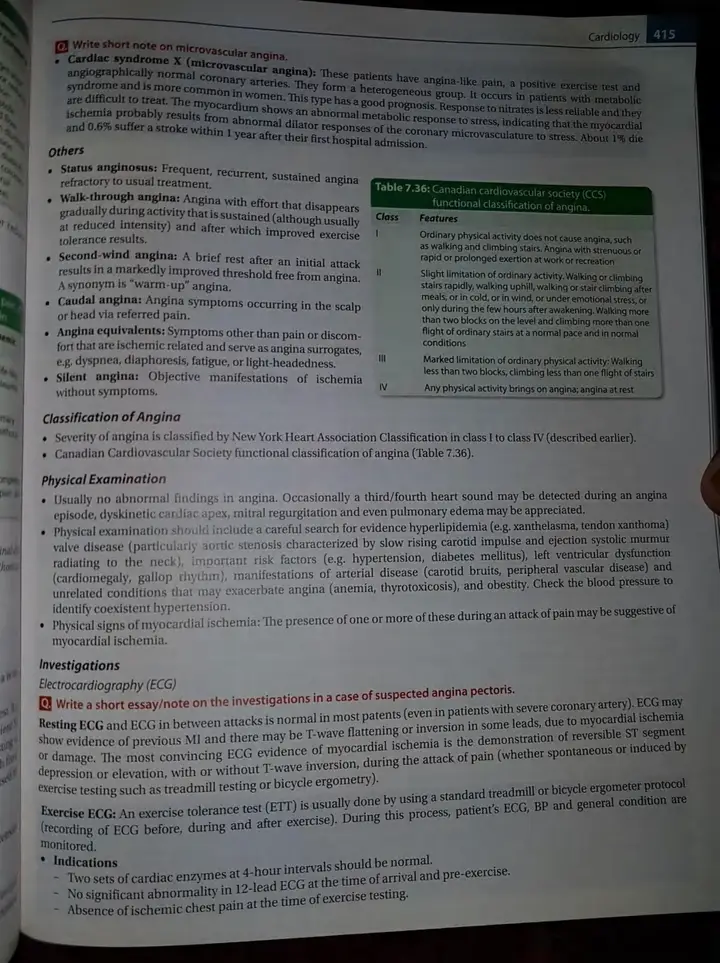 Cardiology 415
Q. Write short note on microvascular angina.
• Cardiac syndrome X (microvascular angina): These patients have angina-like pain, a positive exercise test and
angiographically normal coronary arteries. They form a heterogeneous group. It occurs in patients with metabolic
syndrome and is more common in women. This type has a good prognosis. Response to nitrates is less reliable and they
are difficult to treat. The myocardium shows an abnormal metabolic response to stress, indicating that the myocardial
ischemia probably results from abnormal dilator responses of the coronary microvasculature to stress. About 1% die
and 0.6% suffer a stroke within 1 year after their first hospital admission.
Others
• Status anginosus: Frequent, recurrent, sustained angina
refractory to usual treatment.
• Walk-through angina: Angina with effort that disappears
gradually during activity that is sustained (although usually
at reduced intensity) and after which improved exercise
tolerance results.
• Second-wind angina: A brief rest after an initial attack
results in a markedly improved threshold free from angina.
A synonym is "warm-up" angina.
• Caudal angina: Angina symptoms occurring in the scalp
or head via referred pain.
• Angina equivalents: Symptoms other than pain or discom-
fort that are ischemic related and serve as angina surrogates,
e.g. dyspnea, diaphoresis, fatigue, or light-headedness.
• Silent angina: Objective manifestations of ischemia
without symptoms.
Table 7.36: Canadian cardiovascular society (CCS)
functional classification of angina.
Class Features
I Ordinary physical activity does not cause angina, such
as walking and climbing stairs. Angina with strenuous or
rapid or prolonged exertion at work or recreation
II Slight limitation of ordinary activity. Walking or climbing
stairs rapidly, walking uphill, walking or stair climbing after
meals, or in cold, or in wind, or under emotional stress, or
only during the few hours after awakening. Walking more
than two blocks on the level and climbing more than one
flight of ordinary stairs at a normal pace and in normal
conditions
III Marked limitation of ordinary physical activity: Walking
less than two blocks, climbing less than one flight of stairs
IV Any physical activity brings on angina; angina at rest
Classification of Angina
• Severity of angina is classified by New York Heart Association Classification in class I to class IV (described earlier).
• Canadian Cardiovascular Society functional classification of angina (Table 7.36).
Physical Examination
• Usually no abnormal findings in angina. Occasionally a third/fourth heart sound may be detected during an angina
episode, dyskinetic cardiac apex, mitral regurgitation and even pulmonary edema may be appreciated.
• Physical examination should include a careful search for evidence hyperlipidemia (e.g. xanthelasma, tendon xanthoma)
valve disease (particularly aortic stenosis characterized by slow rising carotid impulse and ejection systolic murmur
radiating to the neck), important risk factors (e.g. hypertension, diabetes mellitus), left ventricular dysfunction
(cardiomegaly, gallop rhythm), manifestations of arterial disease (carotid bruits, peripheral vascular disease) and
unrelated conditions that may exacerbate angina (anemia, thyrotoxicosis), and obestity. Check the blood pressure to
identify coexistent hypertension.
• Physical signs of myocardial ischemia: The presence of one or more of these during an attack of pain may be suggestive of
myocardial ischemia.
Investigations
Electrocardiography (ECG)
Q. Write a short essay/note on the investigations in a case of suspected angina pectoris.
Resting ECG and ECG in between attacks is normal in most patents (even in patients with severe coronary artery). ECG may
show evidence of previous MI and there may be T-wave flattening or inversion in some leads, due to myocardial ischemia
or damage. The most convincing ECG evidence of myocardial ischemia is the demonstration of reversible ST segment
depression or elevation, with or without T-wave inversion, during the attack of pain (whether spontaneous or induced by
exercise testing such as treadmill testing or bicycle ergometry).
Exercise ECG: An exercise tolerance test (ETT) is usually done by using a standard treadmill or bicycle ergometer protocol
(recording of ECG before, during and after exercise). During this process, patient's ECG, BP and general condition are
monitored.
• Indications
– Two sets of cardiac enzymes at 4-hour intervals should be normal.
– No significant abnormality in 12-lead ECG at the time of arrival and pre-exercise.
– Absence of ischemic chest pain at the time of exercise testing.